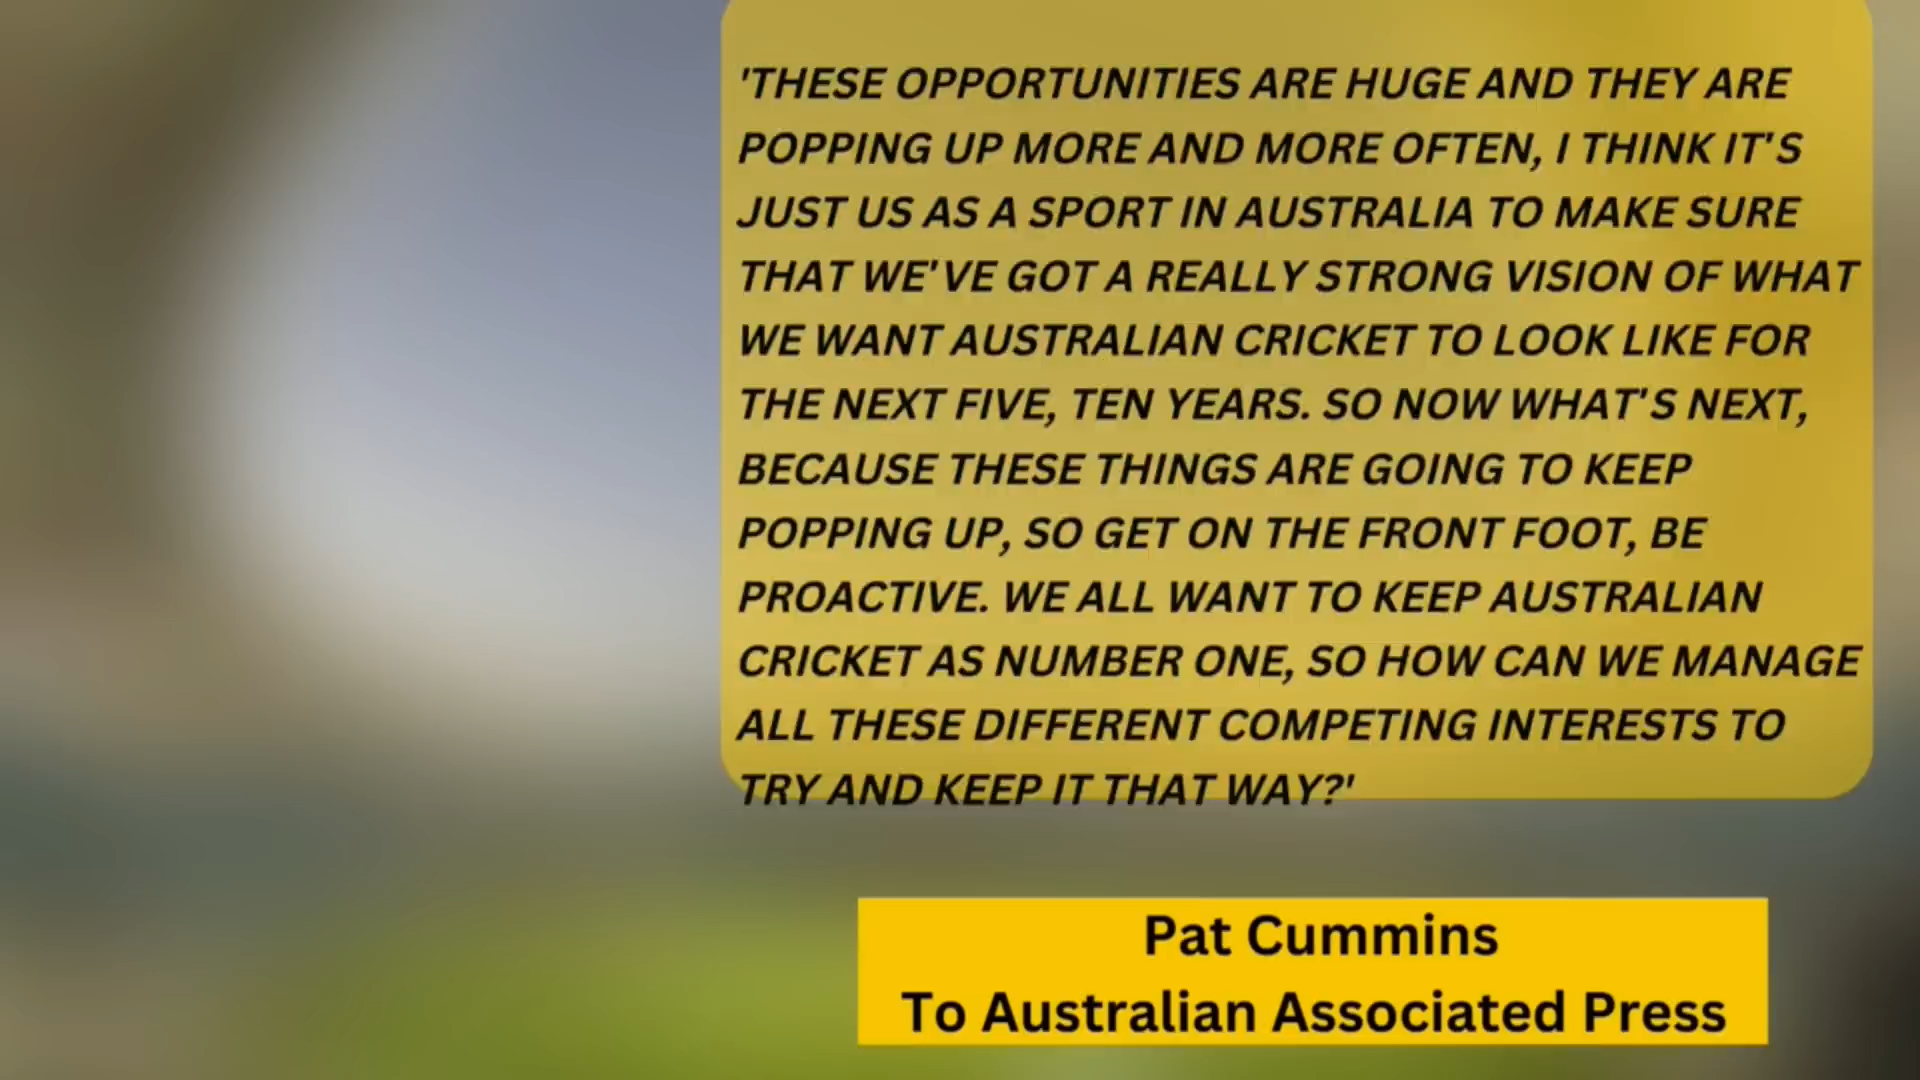 'THESE OPPORTUNITIES ARE HUGE AND THEY ARE
POPPING UP MORE AND MORE OFTEN, I THINK IT'S
JUST US AS A SPORT IN AUSTRALIA TO MAKE SURE
THAT WE'VE GOT A REALLY STRONG VISION OF WHAT
WE WANT AUSTRALIAN CRICKET TO LOOK LIKE FOR
THE NEXT FIVE, TEN YEARS. SO NOW WHAT'S NEXT,
BECAUSE THESE THINGS ARE GOING TO KEEP
POPPING UP, SO GET ON THE FRONT FOOT, BE
PROACTIVE. WE ALL WANT TO KEEP AUSTRALIAN
CRICKET AS NUMBER ONE, SO HOW CAN WE MANAGE
ALL THESE DIFFERENT COMPETING INTERESTS TO
TRY AND KEEP IT THAT WAY?'
Pat Cummins
To Australian Associated Press